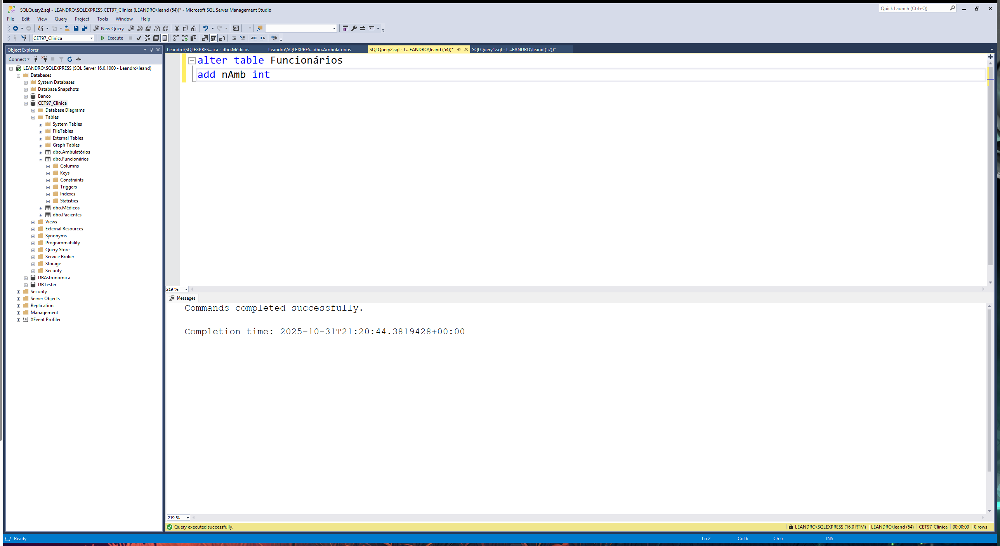 SQLQuery2.sql - LEANDRO\SQLEXPRESS.CET97_Clinica (LEANDRO\leand (54))* - Microsoft SQL Server Management Studio
Quick Launch (Ctrl+Q)
File Edit View Query Project Tools Window Help
New Query
CET97_Clinica Execute
Object Explorer
Leandro\SQLEXPRES...ica - dbo.Médicos Leandro\SQLEXPRES...dbo.Ambulatórios SQLQuery2.sql - L...EANDRO\leand (54))* SQLQuery1.sql - L...EANDRO\leand (57))*
Connect
LEANDRO\SQLEXPRESS (SQL Server 16.0.1000 - Leandro\leand)
Databases
System Databases
Database Snapshots
Banco
CET97_Clinica
Database Diagrams
Tables
System Tables
FileTables
External Tables
Graph Tables
dbo.Ambulatórios
dbo.Funcionários
Columns
Keys
Constraints
Triggers
Indexes
Statistics
dbo.Médicos
dbo.Pacientes
Views
External Resources
Synonyms
Programmability
Query Store
Service Broker
Storage
Security
DBAstronomica
DBTester
Security
Server Objects
Replication
Management
XEvent Profiler
alter table Funcionários
add nAmb int
219 %
Messages
Commands completed successfully.
Completion time: 2025-10-31T21:20:44.3819428+00:00
219 %
Query executed successfully.
LEANDRO\SQLEXPRESS (16.0 RTM) LEANDRO\leand (54) CET97_Clinica 00:00:00 0 rows
Ready
Ln 2 Col 6 Ch 6 INS